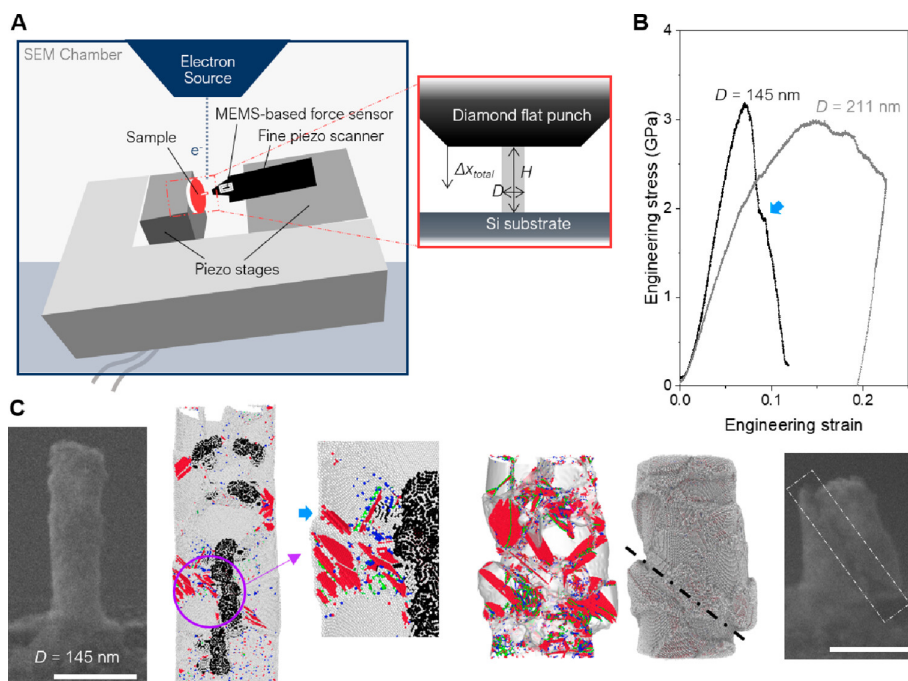 A
SEM Chamber
Electron
Source
MEMS-based force sensor
Fine piezo scanner
Sample
e-
Piezo stages
Diamond flat punch
Δx_total
H
D
Si substrate
B
Engineering stress (GPa)
4
3
2
1
0
D = 145 nm
D = 211 nm
0.0
0.1
0.2
Engineering strain
C
D = 145 nm